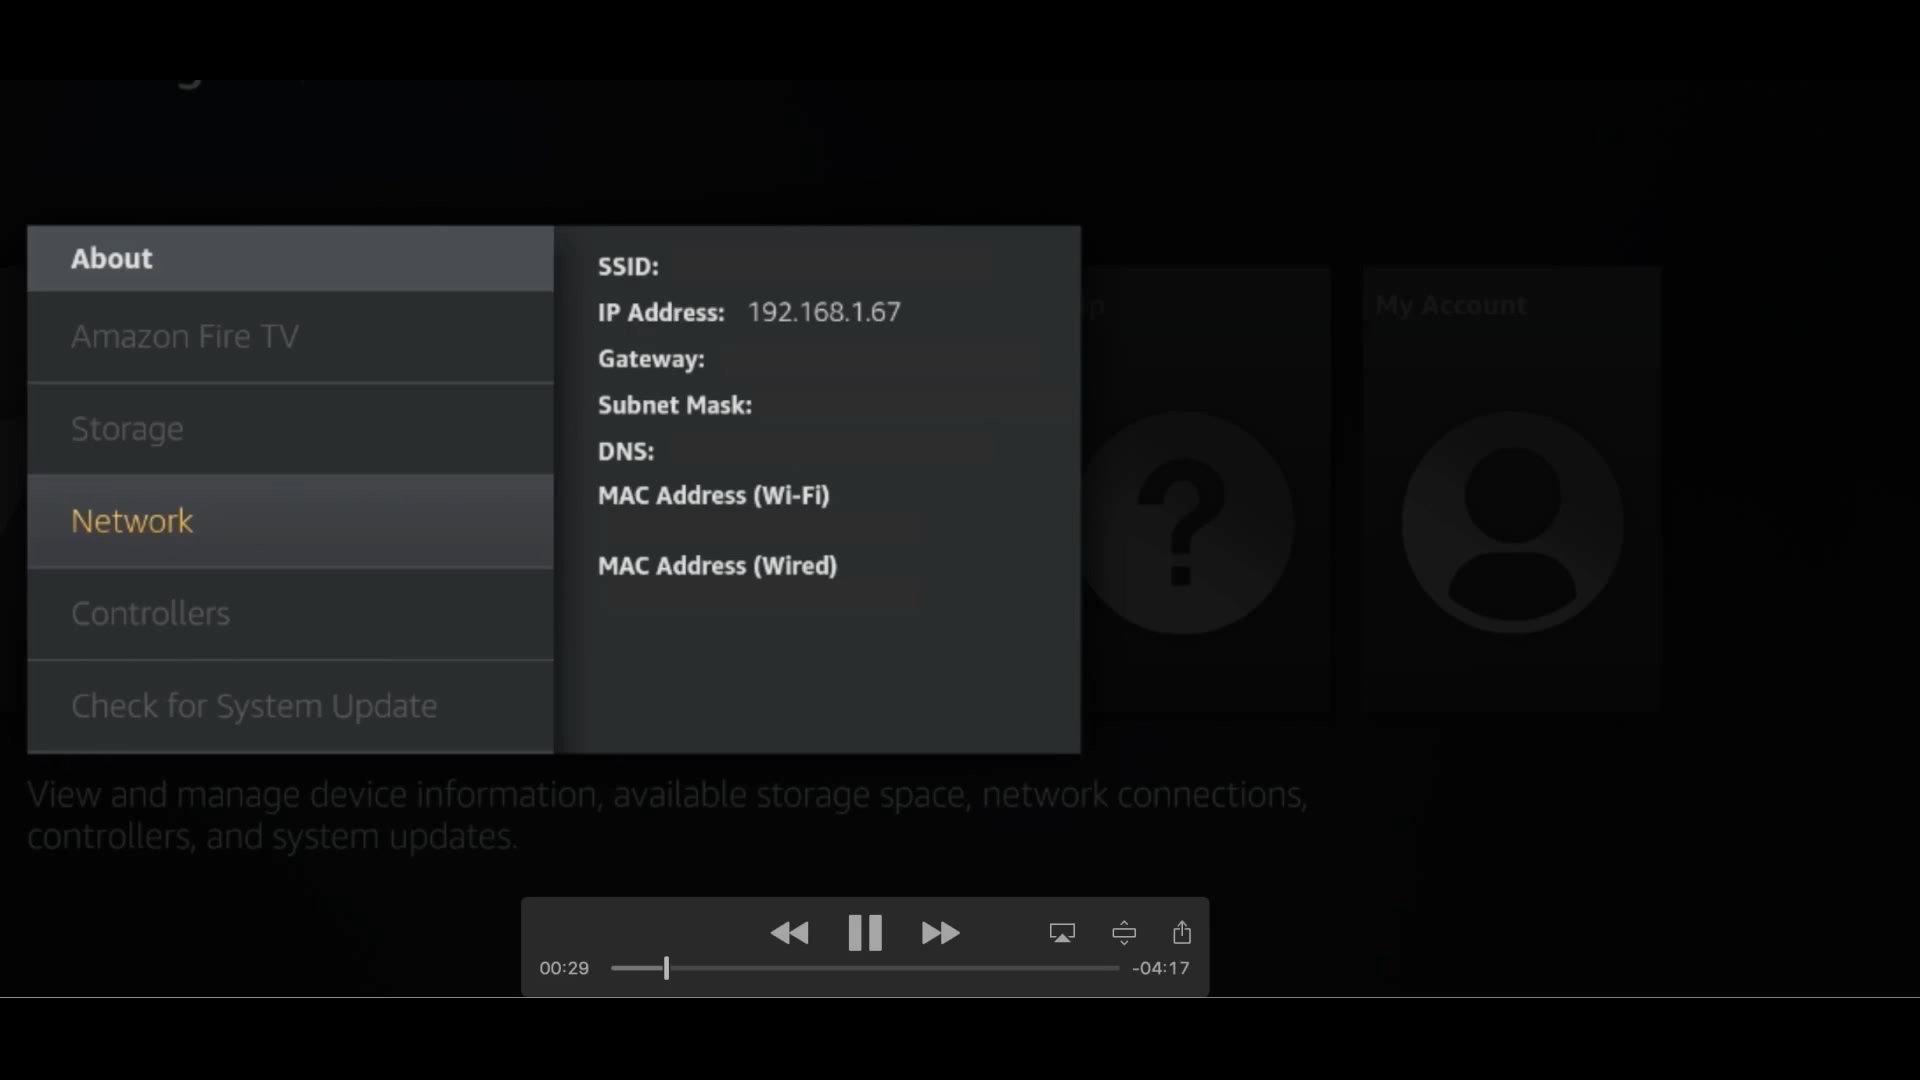 About
Amazon Fire TV
Storage
Network
Controllers
Check for System Update
SSID:
IP Address: 192.168.1.67
Gateway:
Subnet Mask:
DNS:
MAC Address (Wi-Fi)
MAC Address (Wired)
My Account
View and manage device information, available storage space, network connections,
controllers, and system updates.
00:29
-04:17